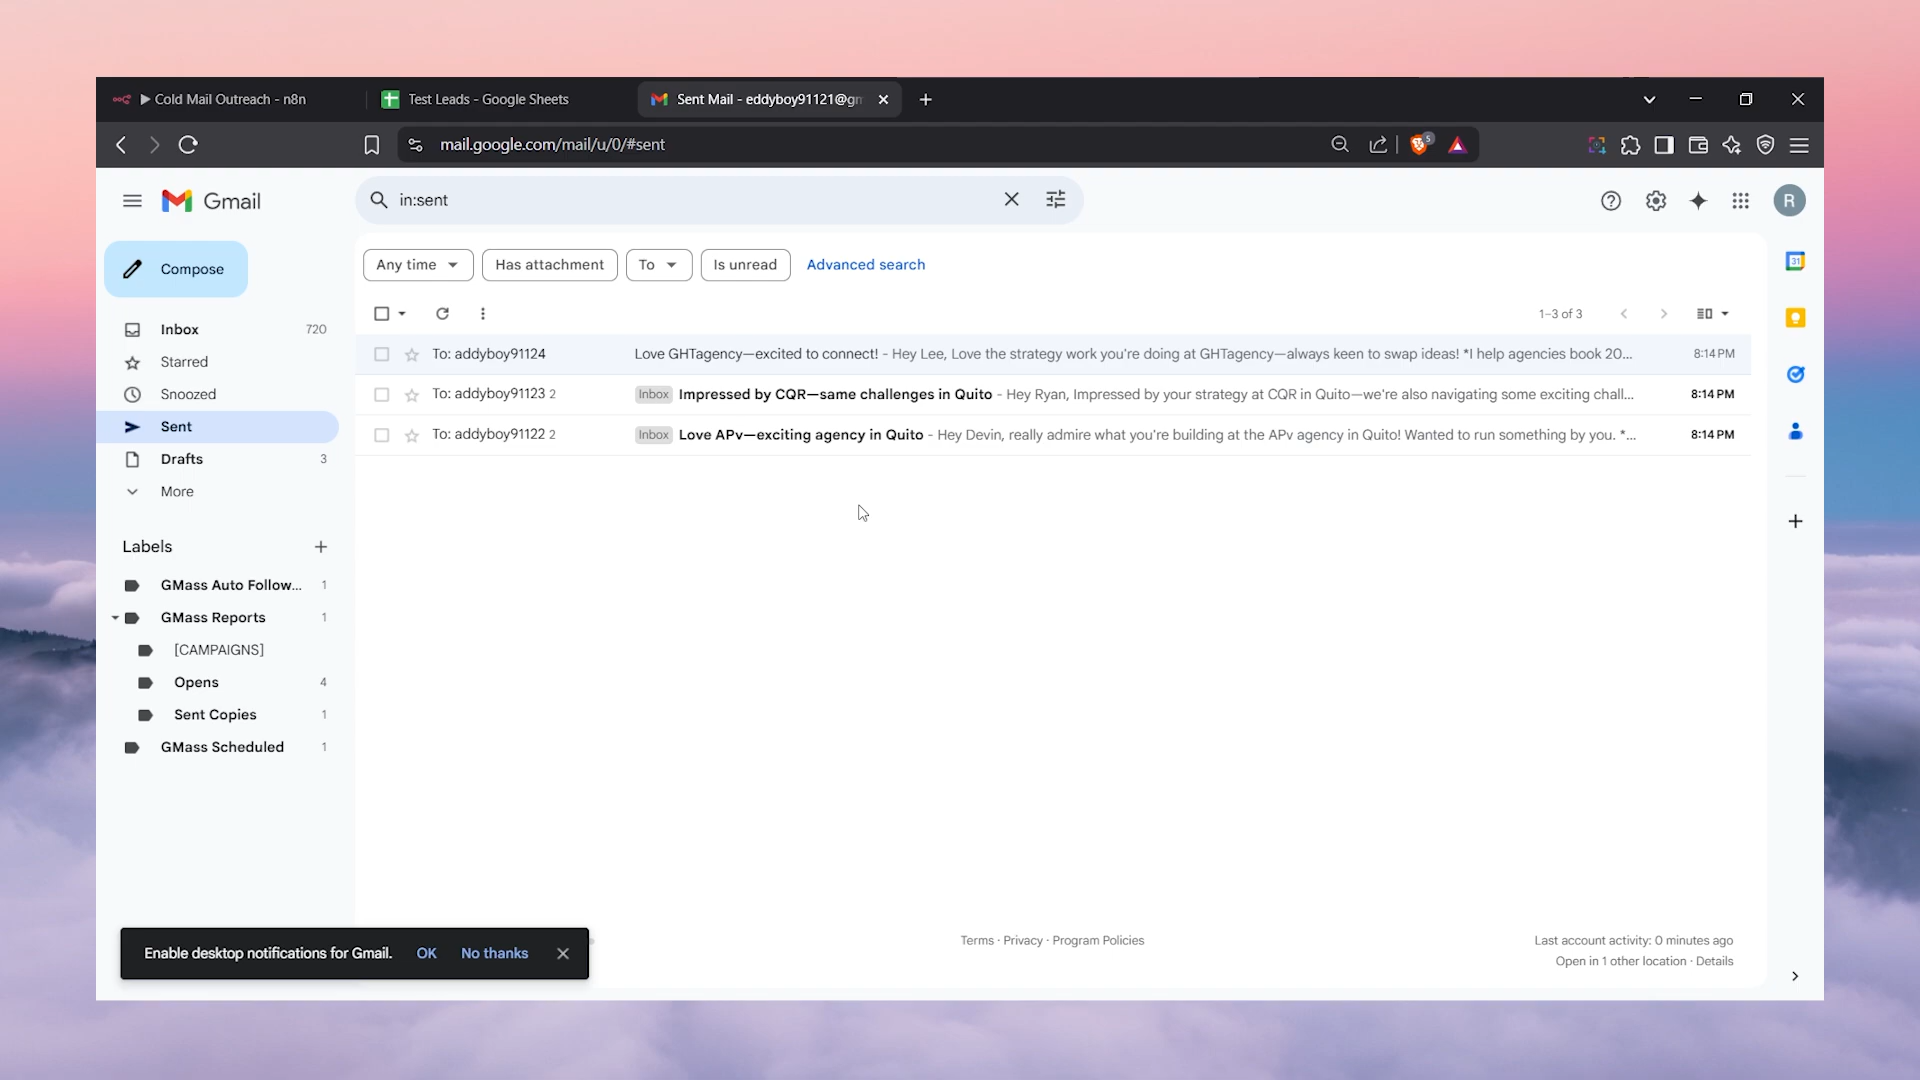 Cold Mail Outreach - n8n
Test Leads - Google Sheets
Sent Mail - eddyboy91121@gm
mail.google.com/mail/u/0/#sent
5
Gmail
in:sent
R
Compose
Any time
Has attachment
To
Is unread
Advanced search
31
Inbox 720
1–3 of 3
Starred
To: addyboy91124 Love GHTagency—excited to connect! - Hey Lee, Love the strategy work you're doing at GHTagency—always keen to swap ideas! *I help agencies book 20... 8:14 PM
Snoozed
To: addyboy91123 2 Inbox Impressed by CQR—same challenges in Quito - Hey Ryan, Impressed by your strategy at CQR in Quito—we're also navigating some exciting chall... 8:14 PM
Sent
To: addyboy91122 2 Inbox Love APv—exciting agency in Quito - Hey Devin, really admire what you're building at the APv agency in Quito! Wanted to run something by you. *... 8:14 PM
Drafts 3
More
Labels
GMass Auto Follow... 1
GMass Reports 1
[CAMPAIGNS]
Opens 4
Sent Copies 1
GMass Scheduled 1
Enable desktop notifications for Gmail. OK No thanks
Terms · Privacy · Program Policies
Last account activity: 0 minutes ago
Open in 1 other location · Details